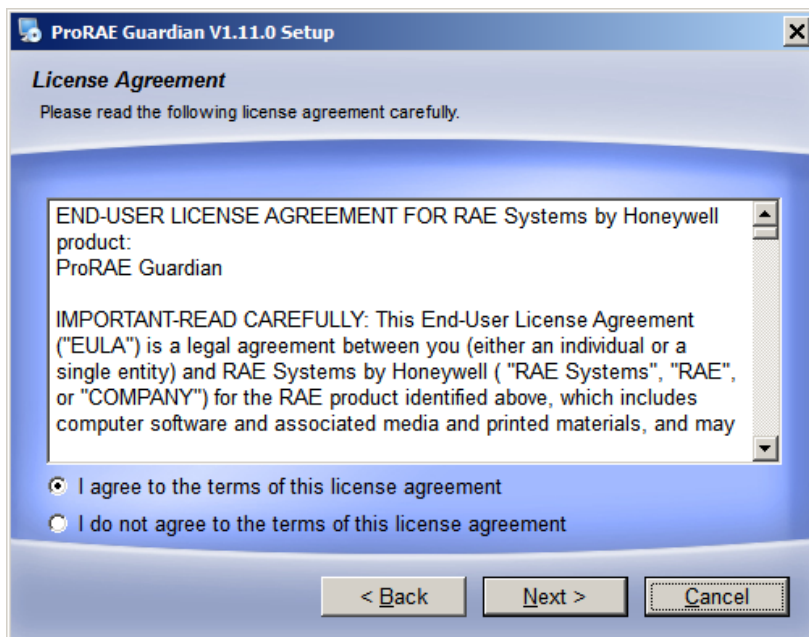 ProRAE Guardian V1.11.0 Setup
License Agreement
Please read the following license agreement carefully.
END-USER LICENSE AGREEMENT FOR RAE Systems by Honeywell
product:
ProRAE Guardian
IMPORTANT-READ CAREFULLY: This End-User License Agreement
("EULA") is a legal agreement between you (either an individual or a
single entity) and RAE Systems by Honeywell ( "RAE Systems", "RAE",
or "COMPANY") for the RAE product identified above, which includes
computer software and associated media and printed materials, and may
I agree to the terms of this license agreement
I do not agree to the terms of this license agreement
< Back
Next >
Cancel